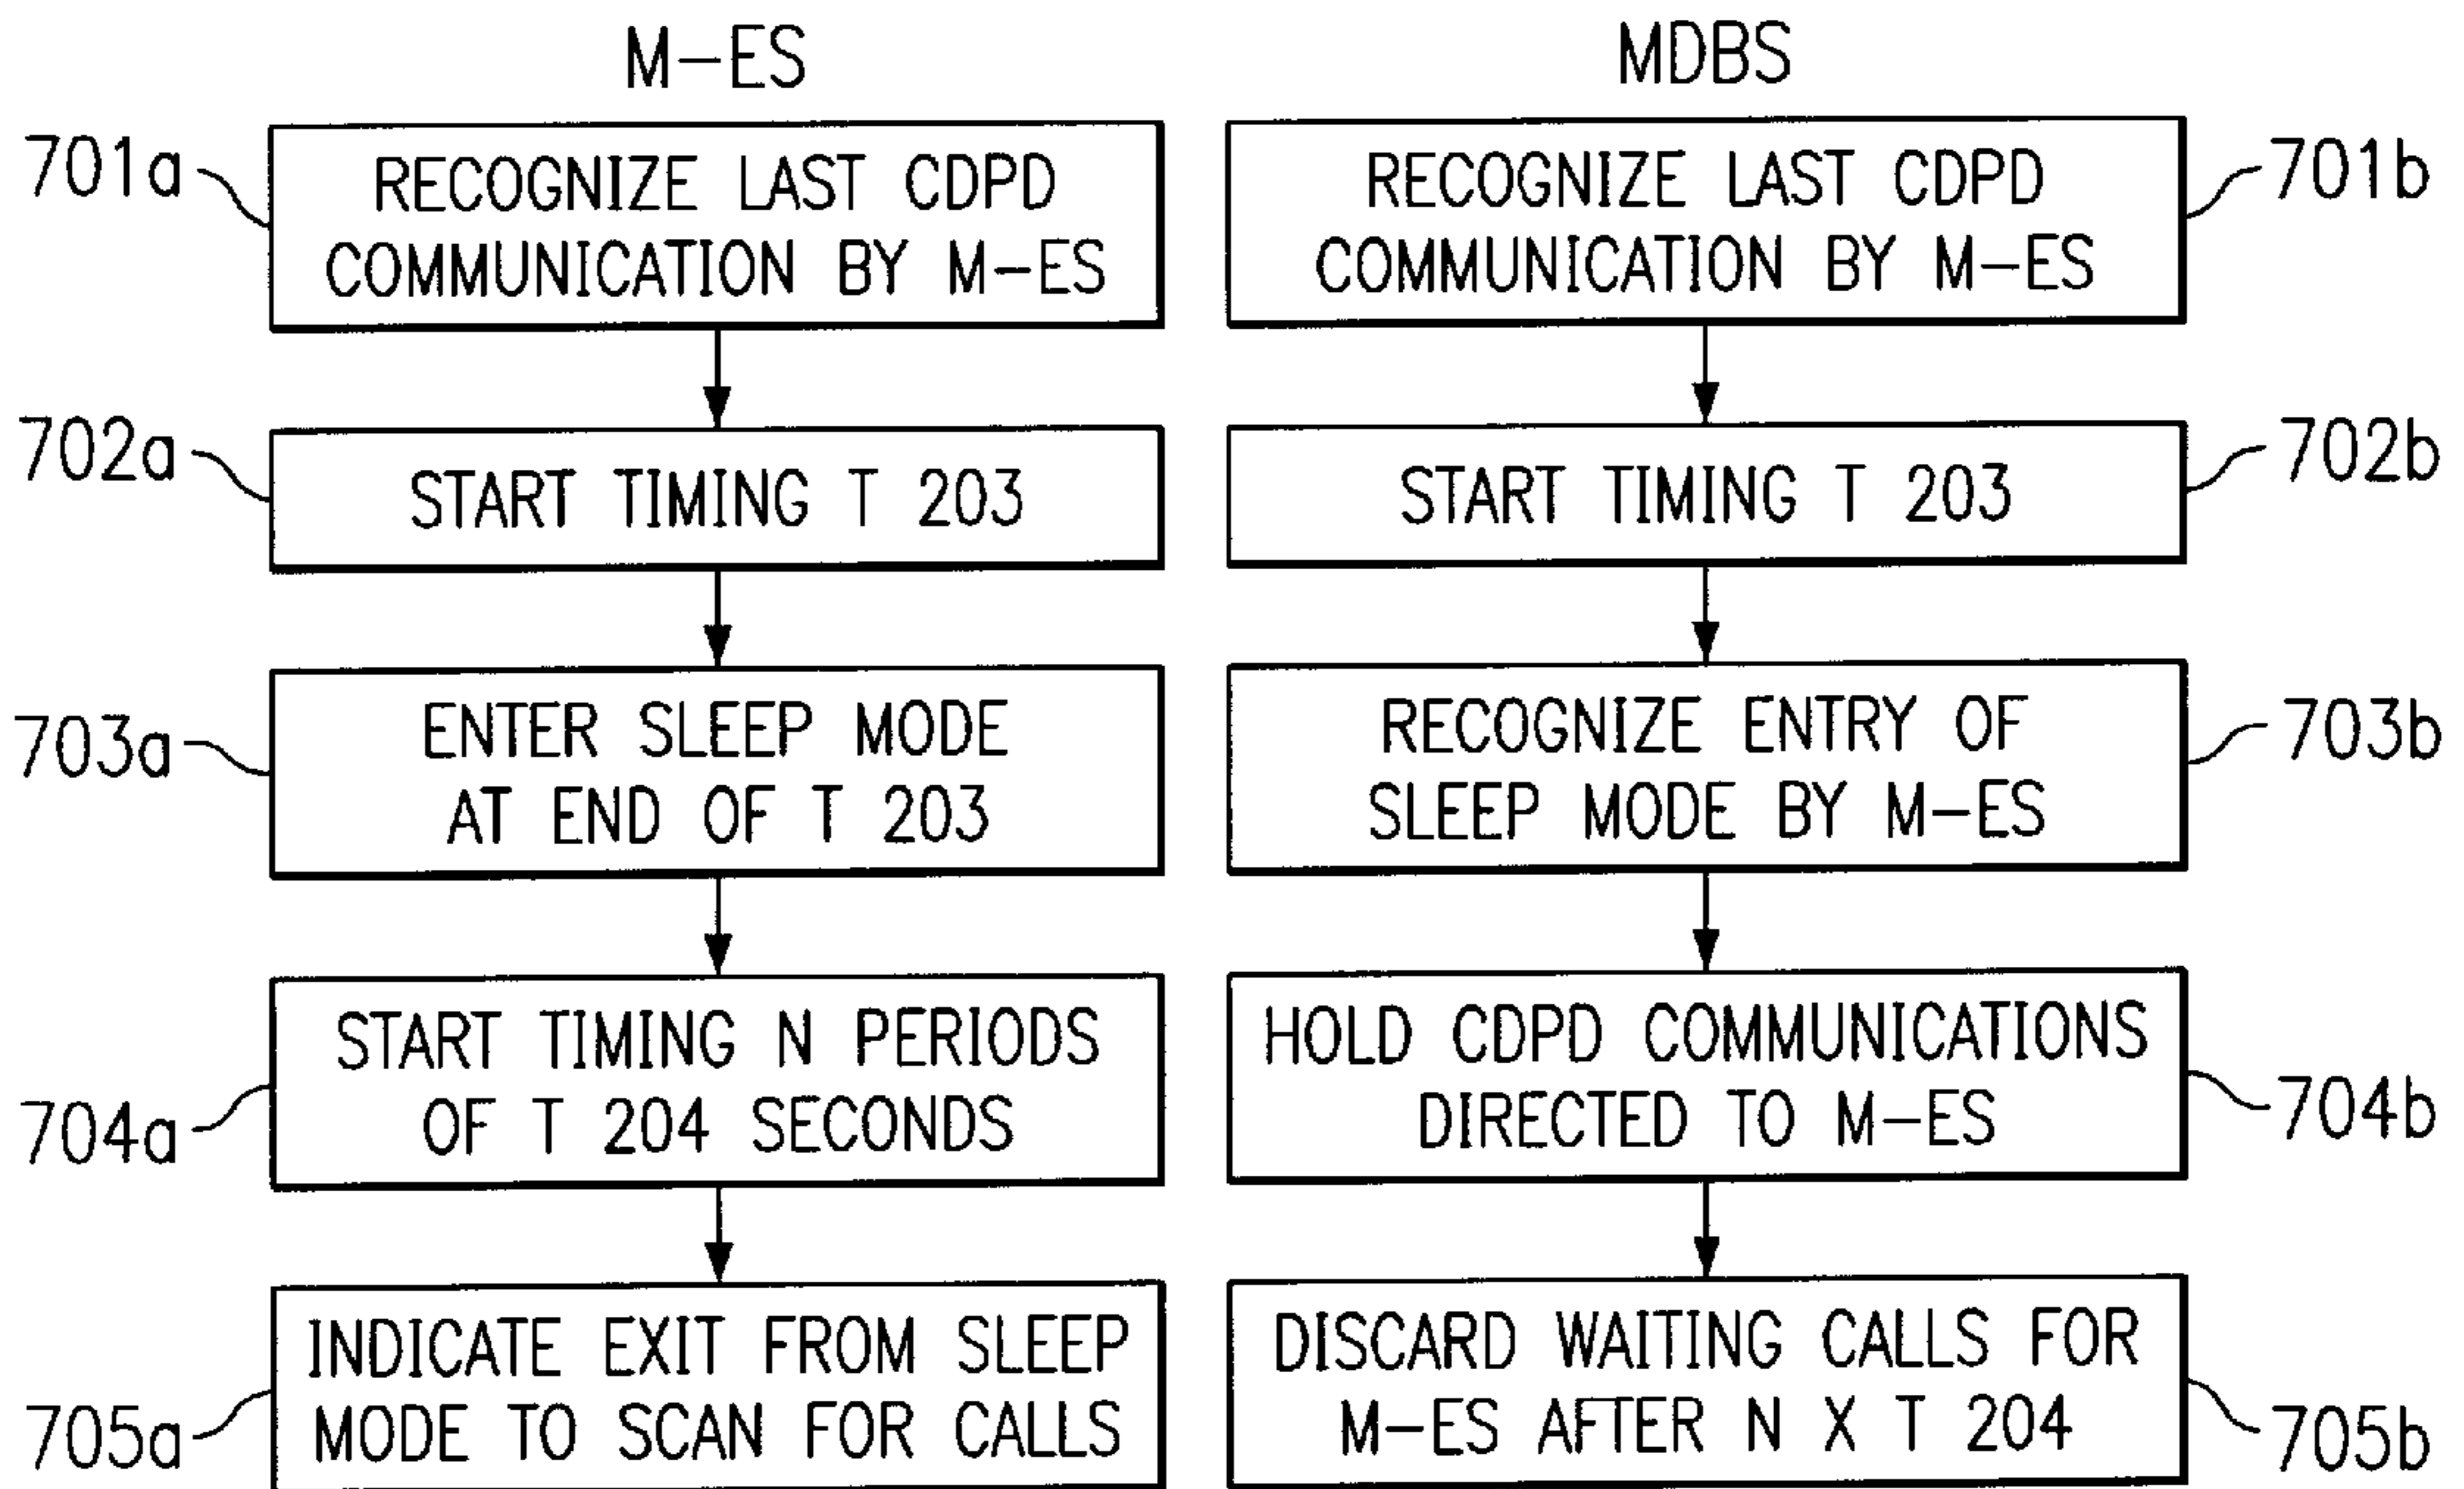 M-ES
701a
RECOGNIZE LAST CDPD
COMMUNICATION BY M-ES
702a
START TIMING T 203
703a
ENTER SLEEP MODE
AT END OF T 203
704a
START TIMING N PERIODS
OF T 204 SECONDS
705a
INDICATE EXIT FROM SLEEP
MODE TO SCAN FOR CALLS
MDBS
RECOGNIZE LAST CDPD
COMMUNICATION BY M-ES
701b
START TIMING T 203
702b
RECOGNIZE ENTRY OF
SLEEP MODE BY M-ES
703b
HOLD CDPD COMMUNICATIONS
DIRECTED TO M-ES
704b
DISCARD WAITING CALLS FOR
M-ES AFTER N X T 204
705b